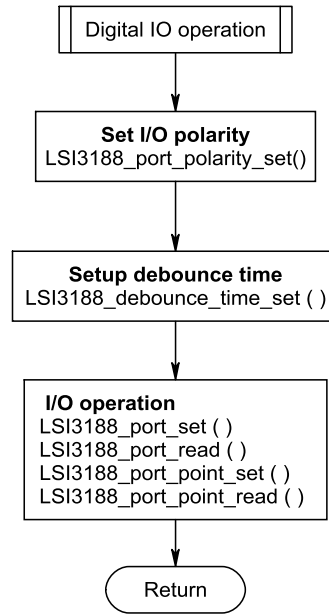 Digital IO operation
Set I/O polarity
LSI3188_port_polarity_set()
Setup debounce time
LSI3188_debounce_time_set ( )
I/O operation
LSI3188_port_set ( )
LSI3188_port_read ( )
LSI3188_port_point_set ( )
LSI3188_port_point_read ( )
Return